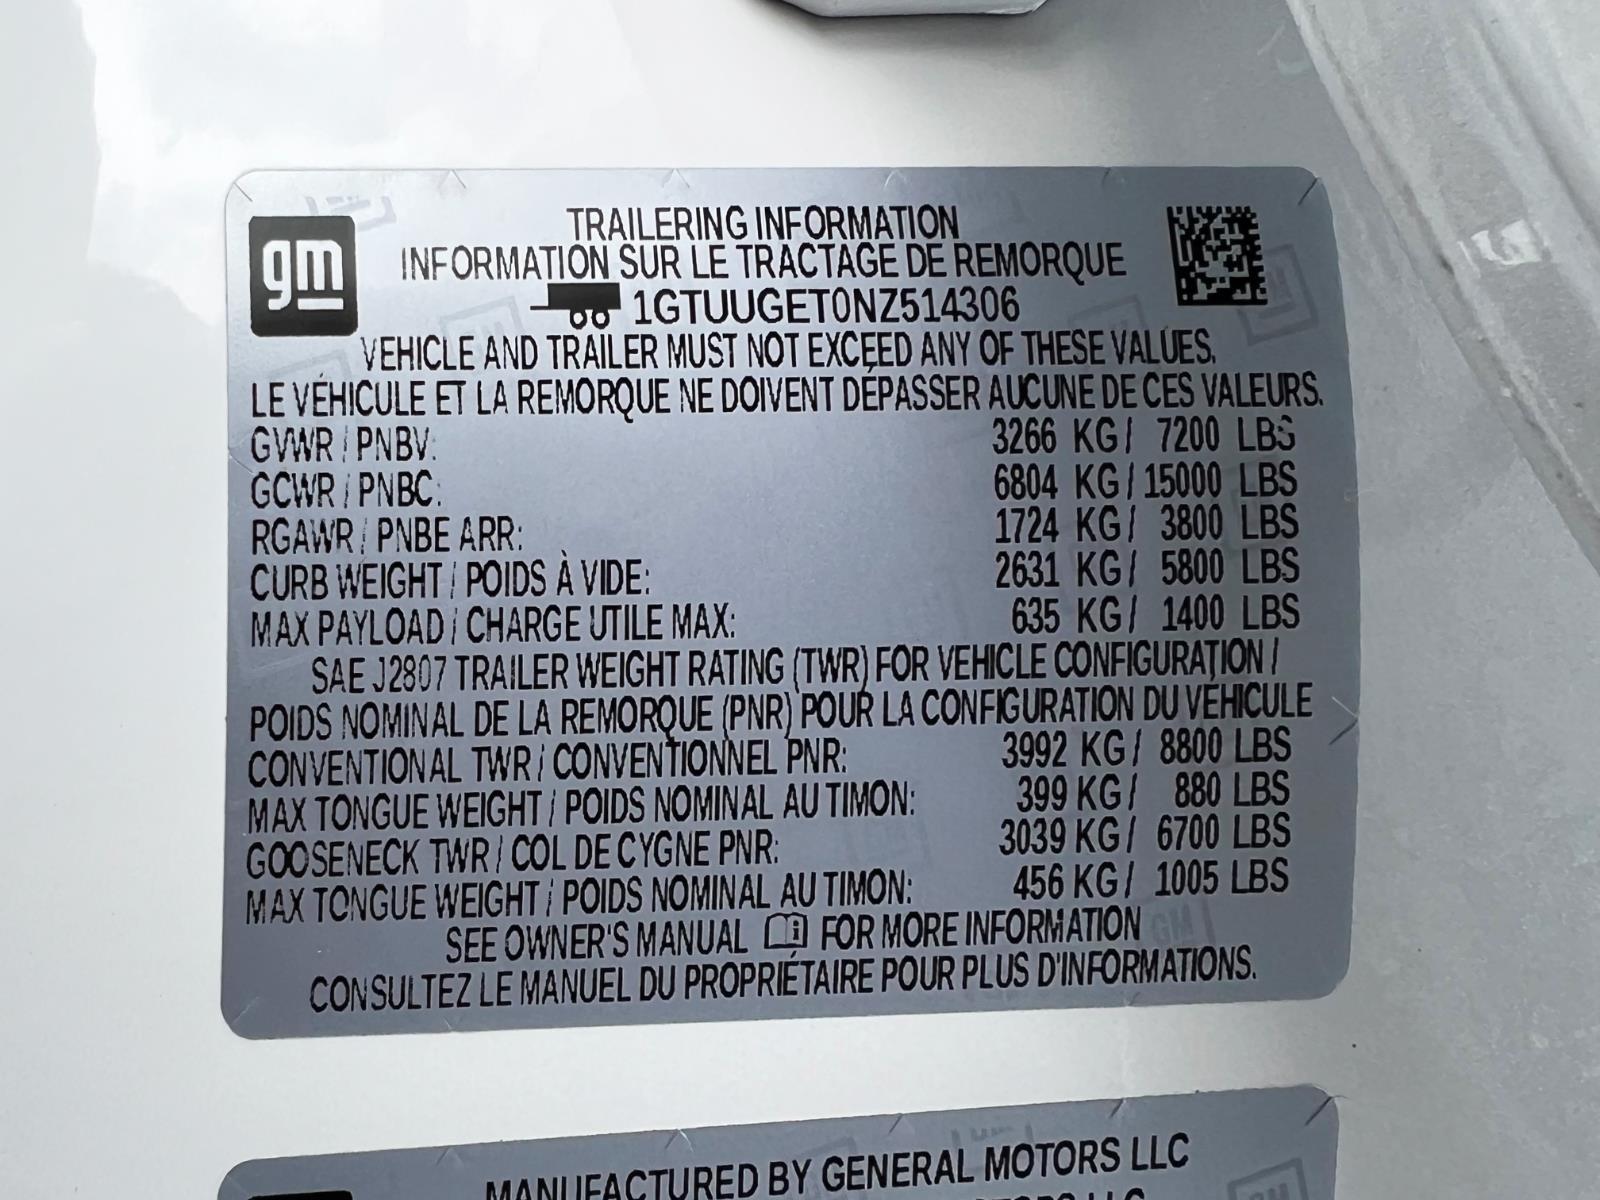 gm
TRAILERING INFORMATION
INFORMATION SUR LE TRACTAGE DE REMORQUE
1GTUUGET0NZ514306
VEHICLE AND TRAILER MUST NOT EXCEED ANY OF THESE VALUES.
LE VÉHICULE ET LA REMORQUE NE DOIVENT DÉPASSER AUCUNE DE CES VALEURS.
GVWR / PNBV: 3266 KG / 7200 LBS
GCWR / PNBC: 6804 KG / 15000 LBS
RGAWR / PNBE ARR: 1724 KG / 3800 LBS
CURB WEIGHT / POIDS À VIDE: 2631 KG / 5800 LBS
MAX PAYLOAD / CHARGE UTILE MAX: 635 KG / 1400 LBS
SAE J2807 TRAILER WEIGHT RATING (TWR) FOR VEHICLE CONFIGURATION /
POIDS NOMINAL DE LA REMORQUE (PNR) POUR LA CONFIGURATION DU VÉHICULE
CONVENTIONAL TWR / CONVENTIONNEL PNR: 3992 KG / 8800 LBS
MAX TONGUE WEIGHT / POIDS NOMINAL AU TIMON: 399 KG / 880 LBS
GOOSENECK TWR / COL DE CYGNE PNR: 3039 KG / 6700 LBS
MAX TONGUE WEIGHT / POIDS NOMINAL AU TIMON: 456 KG / 1005 LBS
SEE OWNER'S MANUAL FOR MORE INFORMATION
CONSULTEZ LE MANUEL DU PROPRIÉTAIRE POUR PLUS D'INFORMATIONS.
MANUFACTURED BY GENERAL MOTORS LLC